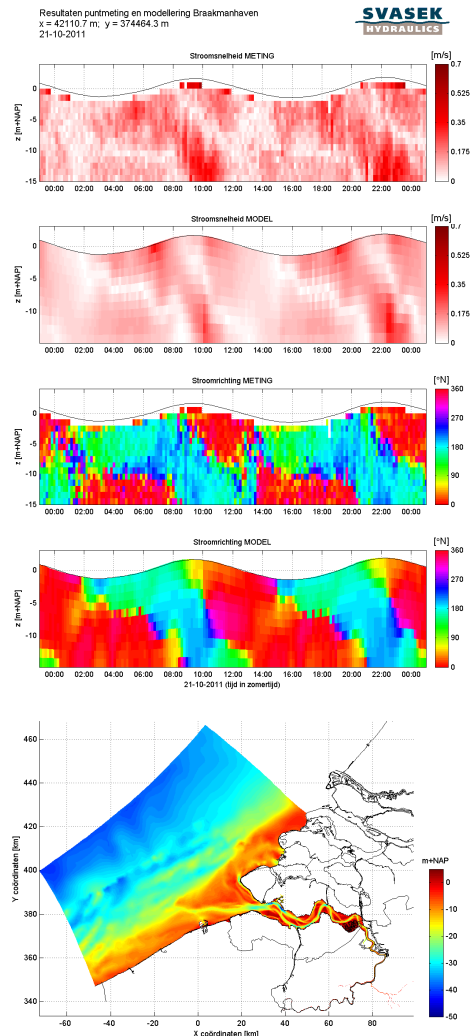 Resultaten puntmeting en modellering Braakmanhaven
x = 42110.7 m;  y = 374464.3 m
21-10-2011
SVASEK
HYDRAULICS
Stroomsnelheid METING
[m/s]
z [m+NAP]
0
-5
-10
-15
0.7
0.525
0.35
0.175
0
00:00 02:00 04:00 06:00 08:00 10:00 12:00 14:00 16:00 18:00 20:00 22:00 00:00
Stroomsnelheid MODEL
[m/s]
z [m+NAP]
0
-5
-10
0.7
0.525
0.35
0.175
0
00:00 02:00 04:00 06:00 08:00 10:00 12:00 14:00 16:00 18:00 20:00 22:00 00:00
Stroomrichting METING
[°N]
z [m+NAP]
0
-5
-10
-15
360
270
180
90
0
00:00 02:00 04:00 06:00 08:00 10:00 12:00 14:00 16:00 18:00 20:00 22:00 00:00
Stroomrichting MODEL
[°N]
z [m+NAP]
0
-5
-10
360
270
180
90
0
00:00 02:00 04:00 06:00 08:00 10:00 12:00 14:00 16:00 18:00 20:00 22:00 00:00
21-10-2011 (tijd in zomertijd)
Y coördinaten [km]
460
440
420
400
380
360
340
m+NAP
0
-10
-20
-30
-40
-50
-60 -40 -20 0 20 40 60 80
X coördinaten [km]